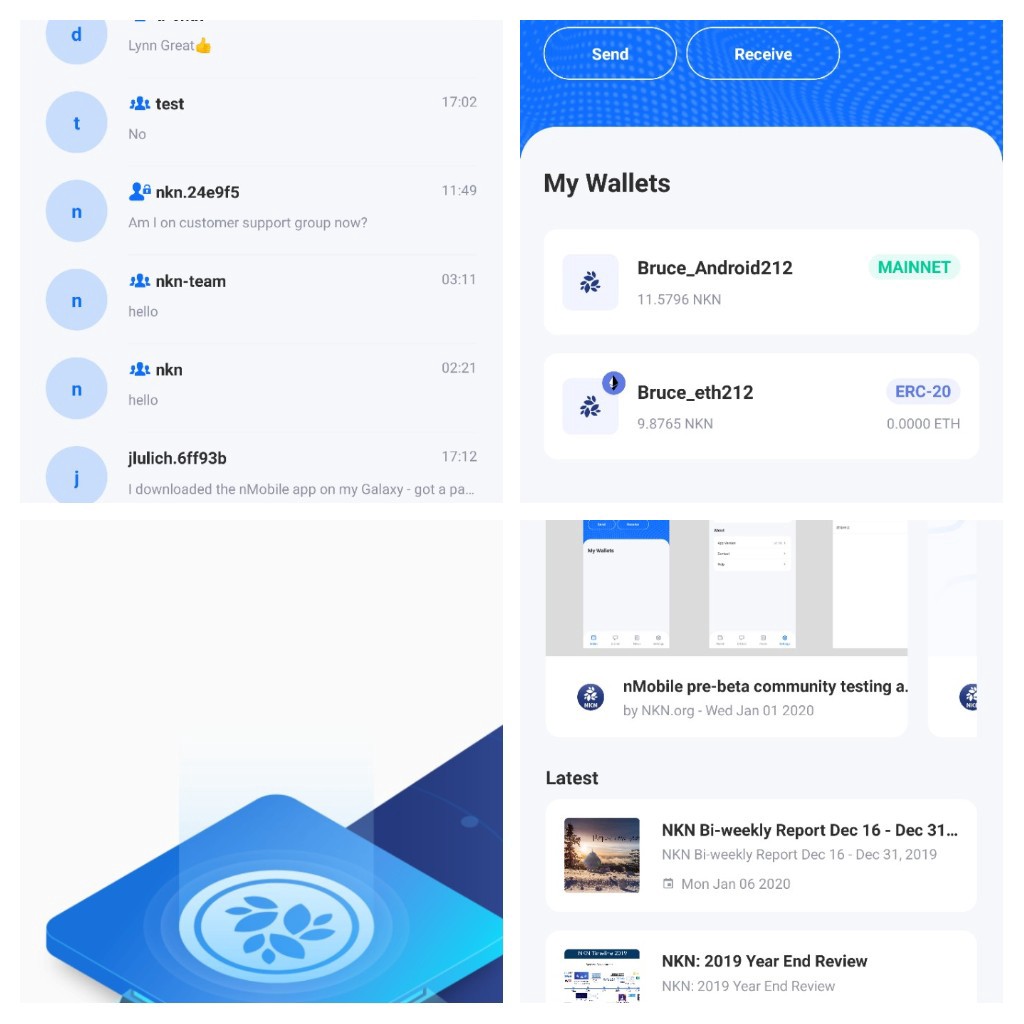 d
Lynn Great👍
t
test
17:02
No
n
nkn.24e9f5
11:49
Am I on customer support group now?
n
nkn-team
03:11
hello
n
nkn
02:21
hello
j
jlulich.6ff93b
17:12
I downloaded the nMobile app on my Galaxy - got a pa...
Send
Receive
My Wallets
Bruce_Android212
MAINNET
11.5796 NKN
Bruce_eth212
ERC-20
9.8765 NKN
0.0000 ETH
My Wallets
NKN
nMobile pre-beta community testing a.
by NKN.org - Wed Jan 01 2020
Latest
NKN Bi-weekly Report Dec 16 - Dec 31...
NKN Bi-weekly Report Dec 16 - Dec 31, 2019
Mon Jan 06 2020
NKN Timeline 2019
NKN: 2019 Year End Review
NKN: 2019 Year End Review